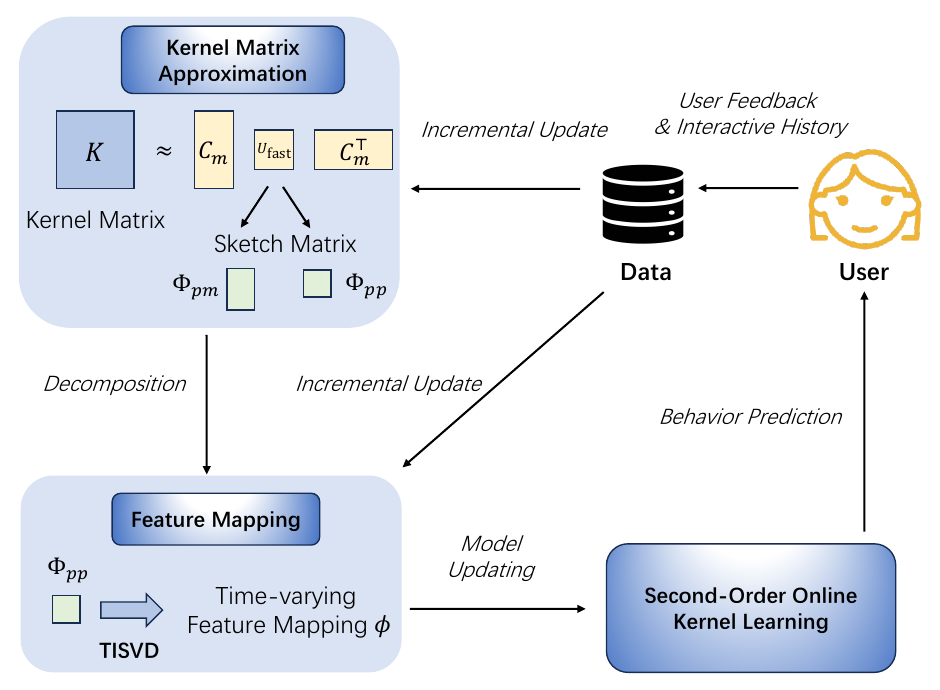 Kernel Matrix
Approximation
K ≈ C_m U_fast C_m^⊤
Kernel Matrix
Sketch Matrix
Φ_pm Φ_pp
Incremental Update
User Feedback
& Interactive History
Data
User
Decomposition
Incremental Update
Behavior Prediction
Feature Mapping
Φ_pp
TISVD
Time-varying
Feature Mapping ϕ
Model
Updating
Second-Order Online
Kernel Learning